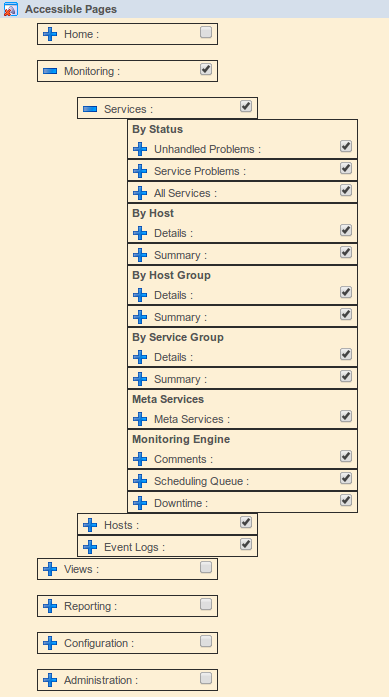 Accessible Pages
Home :
Monitoring :
Services :
By Status
Unhandled Problems :
Service Problems :
All Services :
By Host
Details :
Summary :
By Host Group
Details :
Summary :
By Service Group
Details :
Summary :
Meta Services
Meta Services :
Monitoring Engine
Comments :
Scheduling Queue :
Downtime :
Hosts :
Event Logs :
Views :
Reporting :
Configuration :
Administration :